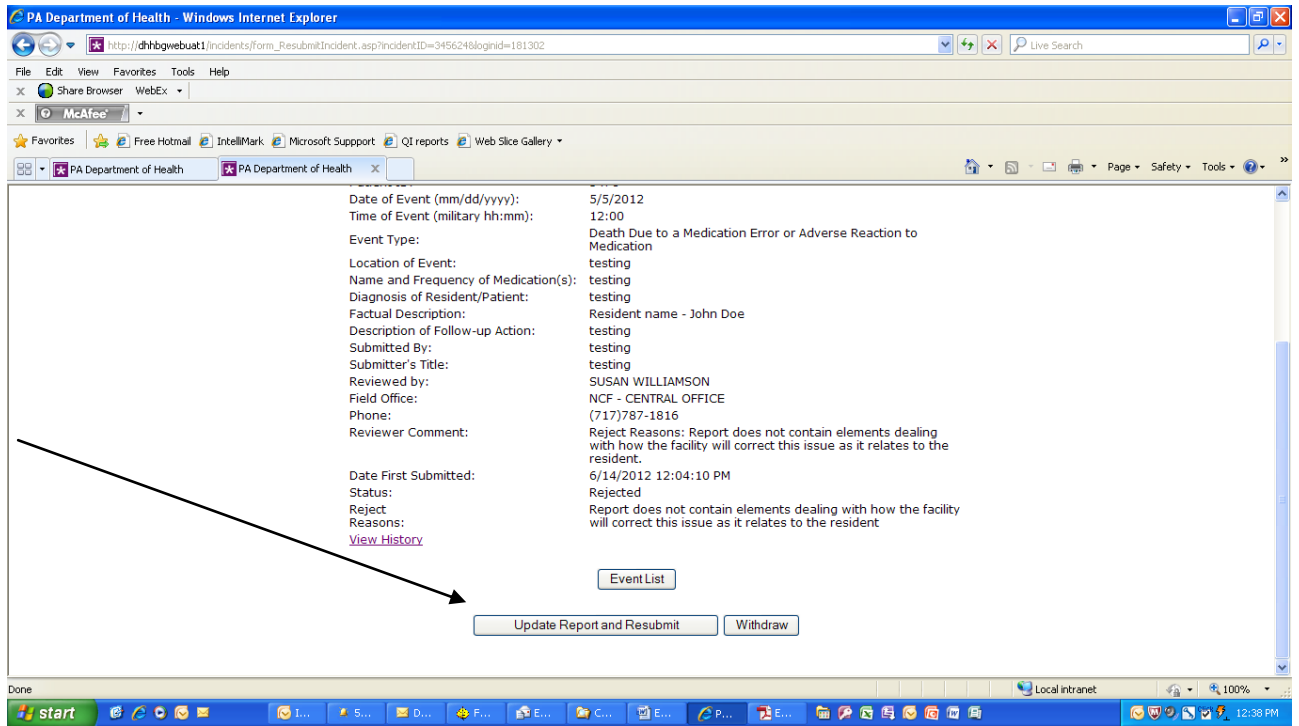 PA Department of Health - Windows Internet Explorer
http://dhhbgwebuat1/incidents/form_ResubmitIncident.asp?incidentID=345624&loginid=181302
Live Search
File Edit View Favorites Tools Help
x Share Browser WebEx
x McAfee
Favorites Free Hotmail IntelliMark Microsoft Suppport QI reports Web Slice Gallery
PA Department of Health PA Department of Health X Page Safety Tools »
Date of Event (mm/dd/yyyy): 5/5/2012
Time of Event (military hh:mm): 12:00
Event Type: Death Due to a Medication Error or Adverse Reaction to
Medication
Location of Event: testing
Name and Frequency of Medication(s): testing
Diagnosis of Resident/Patient: testing
Factual Description: Resident name - John Doe
Description of Follow-up Action: testing
Submitted By: testing
Submitter's Title: testing
Reviewed by: SUSAN WILLIAMSON
Field Office: NCF - CENTRAL OFFICE
Phone: (717)787-1816
Reviewer Comment: Reject Reasons: Report does not contain elements dealing
with how the facility will correct this issue as it relates to the
resident.
Date First Submitted: 6/14/2012 12:04:10 PM
Status: Rejected
Reject Report does not contain elements dealing with how the facility
Reasons: will correct this issue as it relates to the resident
View History
Event List
Update Report and Resubmit Withdraw
Done Local intranet 100%
start I... 5... D... F... E... C... E... P... E... 12:38 PM